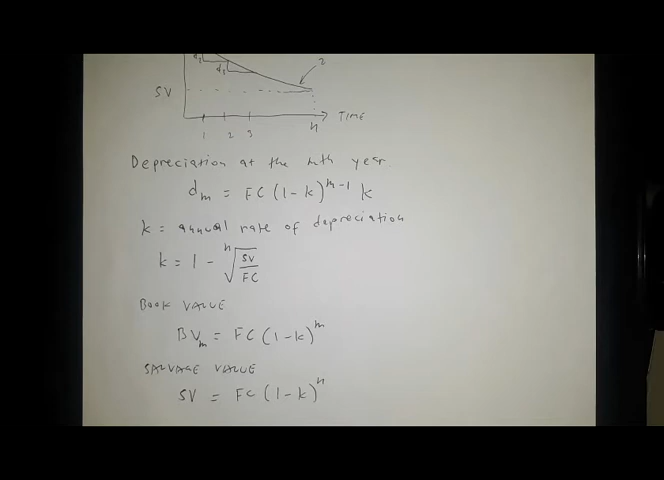 d₂
d₃
2
SV
n
TIME
1 2 3
Depreciation at the mth year.
dₘ = FC (1-k)^(m-1) k
k = annual rate of depreciation
k = 1 - ⁿ√(SV/FC)
BOOK VALUE
BVₘ = FC (1-k)^m
SALVAGE VALUE
SV = FC (1-k)^n